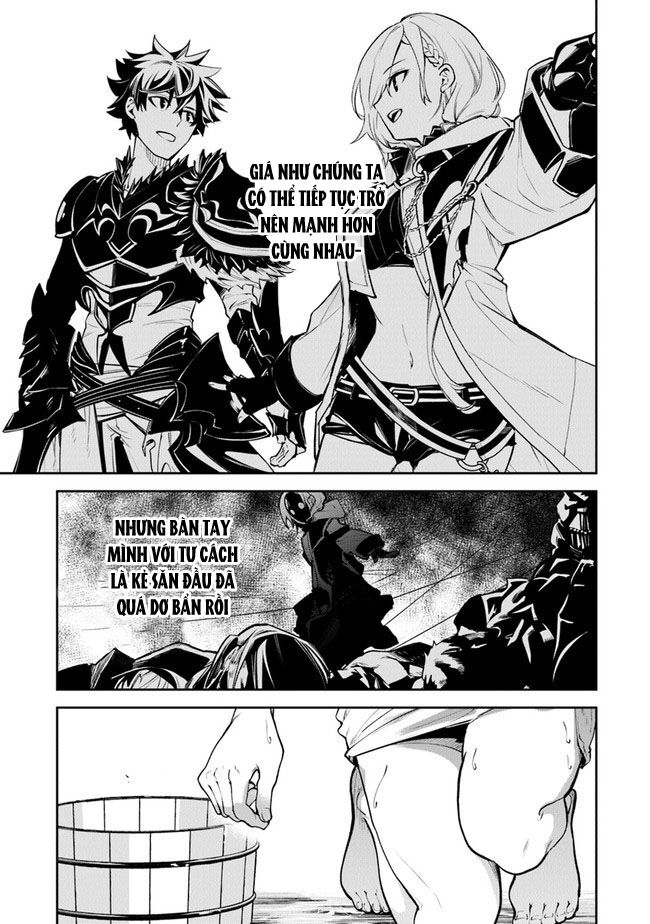 GIÁ NHƯ CHÚNG TA
CÓ THỂ TIẾP TỤC TRỞ
NÊN MẠNH HƠN
CÙNG NHAU-
NHƯNG BÀN TAY
MÌNH VỚI TƯ CÁCH
LÀ KẺ SĂN ĐẦU ĐÃ
QUÁ DƠ BẨN RỒI